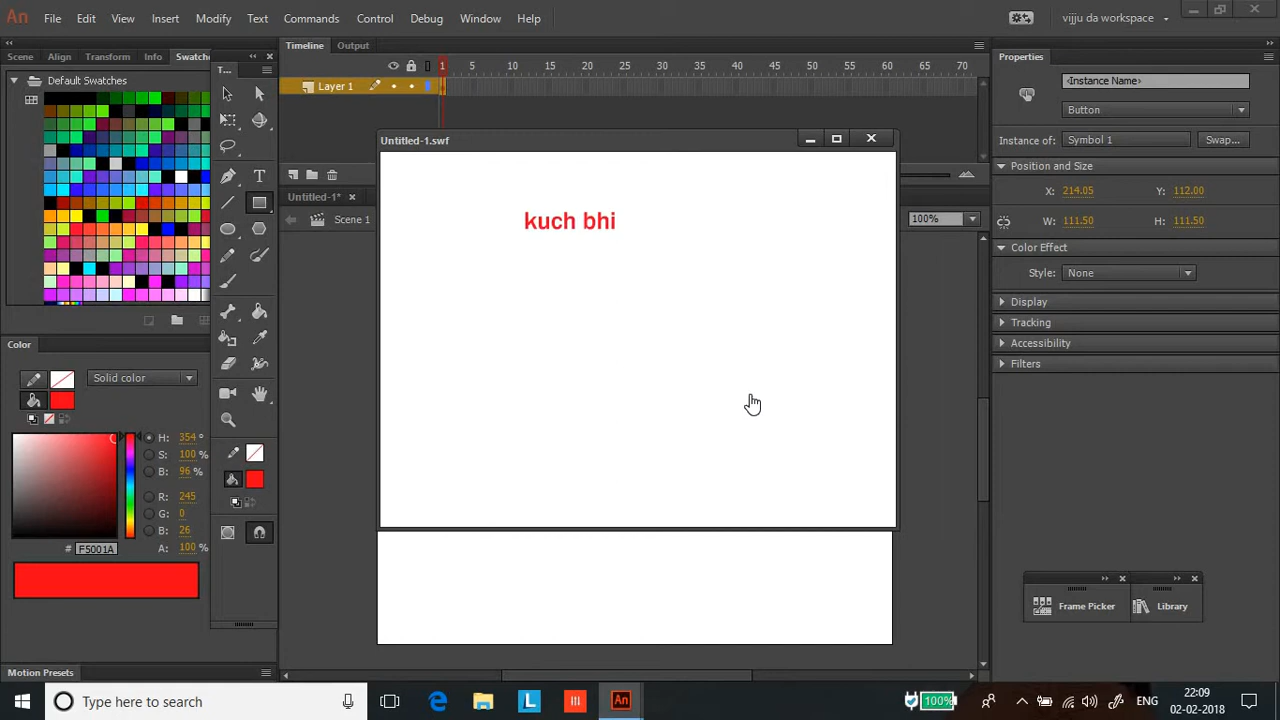 An File Edit View Insert Modify Text Commands Control Debug Window Help vijju da workspace
Scene Align Transform Info Swatches
Default Swatches
T...
Timeline Output
1 5 10 15 20 25 30 35 40 45 50 55 60 65 70
Layer 1
Untitled-1.swf
kuch bhi
Untitled-1*
Scene 1
100%
Properties
<Instance Name>
Button
Instance of: Symbol 1 Swap...
Position and Size
X: 214.05 Y: 112.00
W: 111.50 H: 111.50
Color Effect
Style: None
Display
Tracking
Accessibility
Filters
Color
Solid color
H: 354 °
S: 100 %
B: 96 %
R: 245
G: 0
B: 26
# F5001A A: 100 %
Motion Presets
Frame Picker Library
Type here to search
L
An
100%
ENG
22:09
02-02-2018